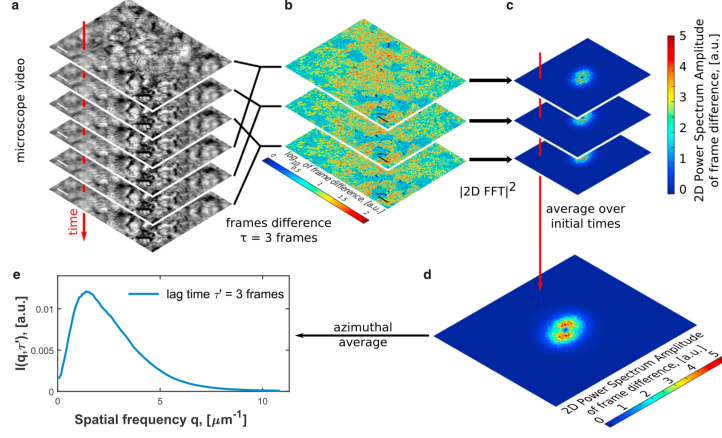 a
b
c
microscope video
time
frames difference
τ = 3 frames
log10 of frame difference, [a.u.]
0
0.5
1
1.5
2
|2D FFT|²
average over
initial times
5
4
3
2
1
0
2D Power Spectrum Amplitude
of frame difference, [a.u.]
e
d
lag time τ' = 3 frames
I(q,τ'), [a.u.]
0.01
0.005
0
0
5
10
Spatial frequency q, [μm⁻¹]
azimuthal
average
2D Power Spectrum Amplitude
of frame difference, [a.u.]
0 1 2 3 4 5